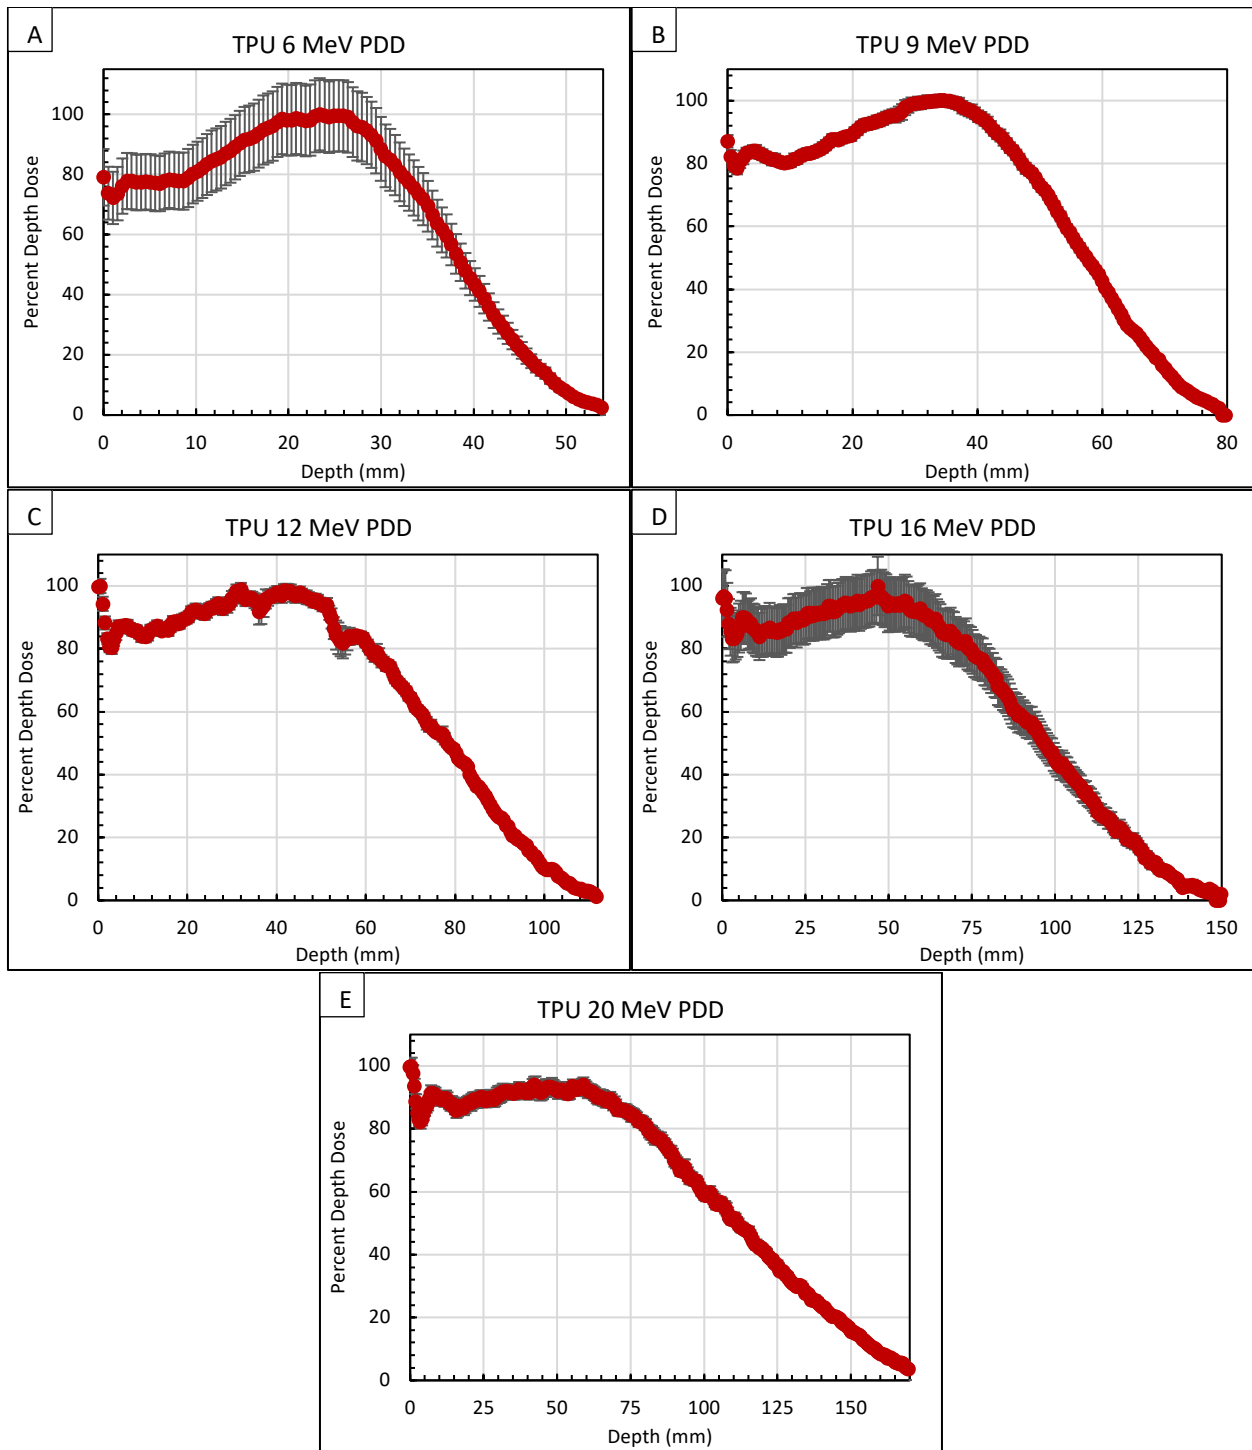 A
TPU 6 MeV PDD
Percent Depth Dose
100
80
60
40
20
0
0 10 20 30 40 50
Depth (mm)
B
TPU 9 MeV PDD
Percent Depth Dose
100
80
60
40
20
0
0 20 40 60 80
Depth (mm)
C
TPU 12 MeV PDD
Percent Depth Dose
100
80
60
40
20
0
0 20 40 60 80 100
Depth (mm)
D
TPU 16 MeV PDD
Percent Depth Dose
100
80
60
40
20
0
0 25 50 75 100 125 150
Depth (mm)
E
TPU 20 MeV PDD
Percent Depth Dose
100
80
60
40
20
0
0 25 50 75 100 125 150
Depth (mm)